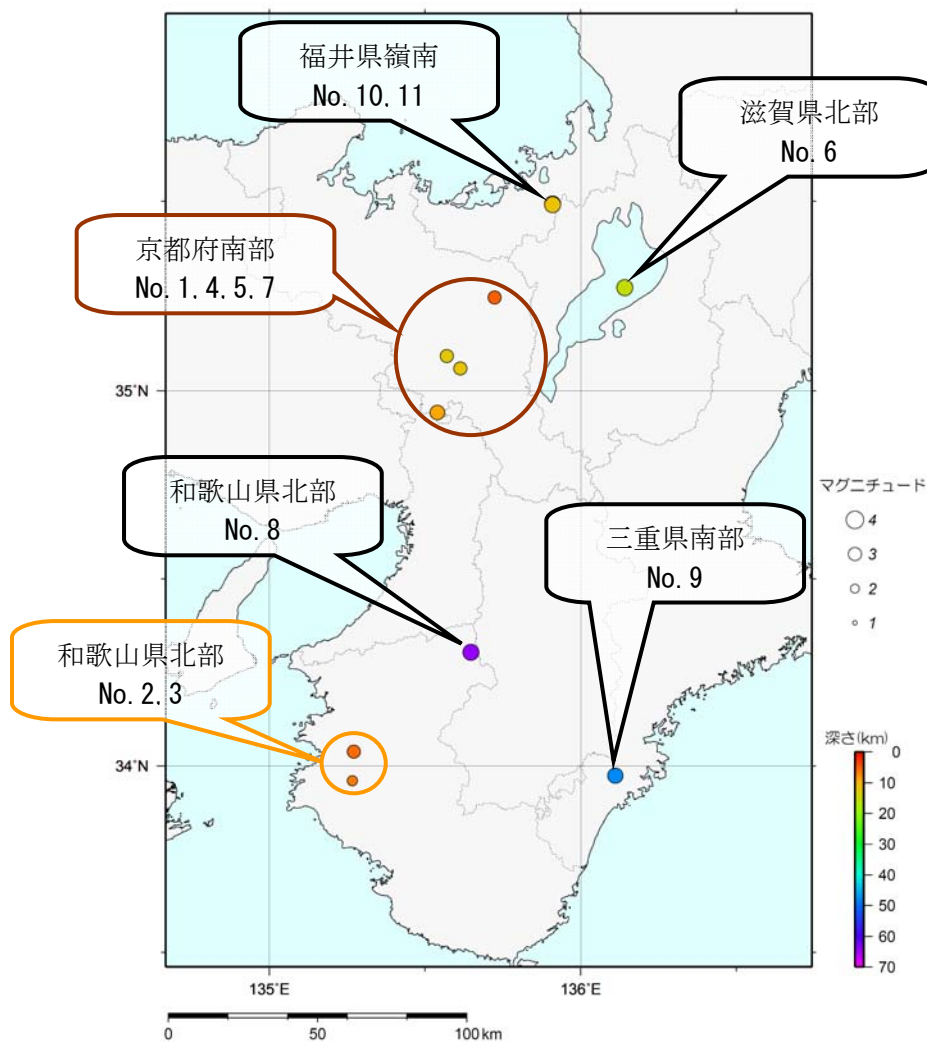 福井県嶺南
No. 10, 11
滋賀県北部
No. 6
京都府南部
No. 1, 4, 5, 7
35°N
和歌山県北部
No. 8
三重県南部
No. 9
マグニチュード
4
3
2
1
和歌山県北部
No. 2, 3
34°N
深さ(km)
0
10
20
30
40
50
60
70
135°E
136°E
0
50
100 km